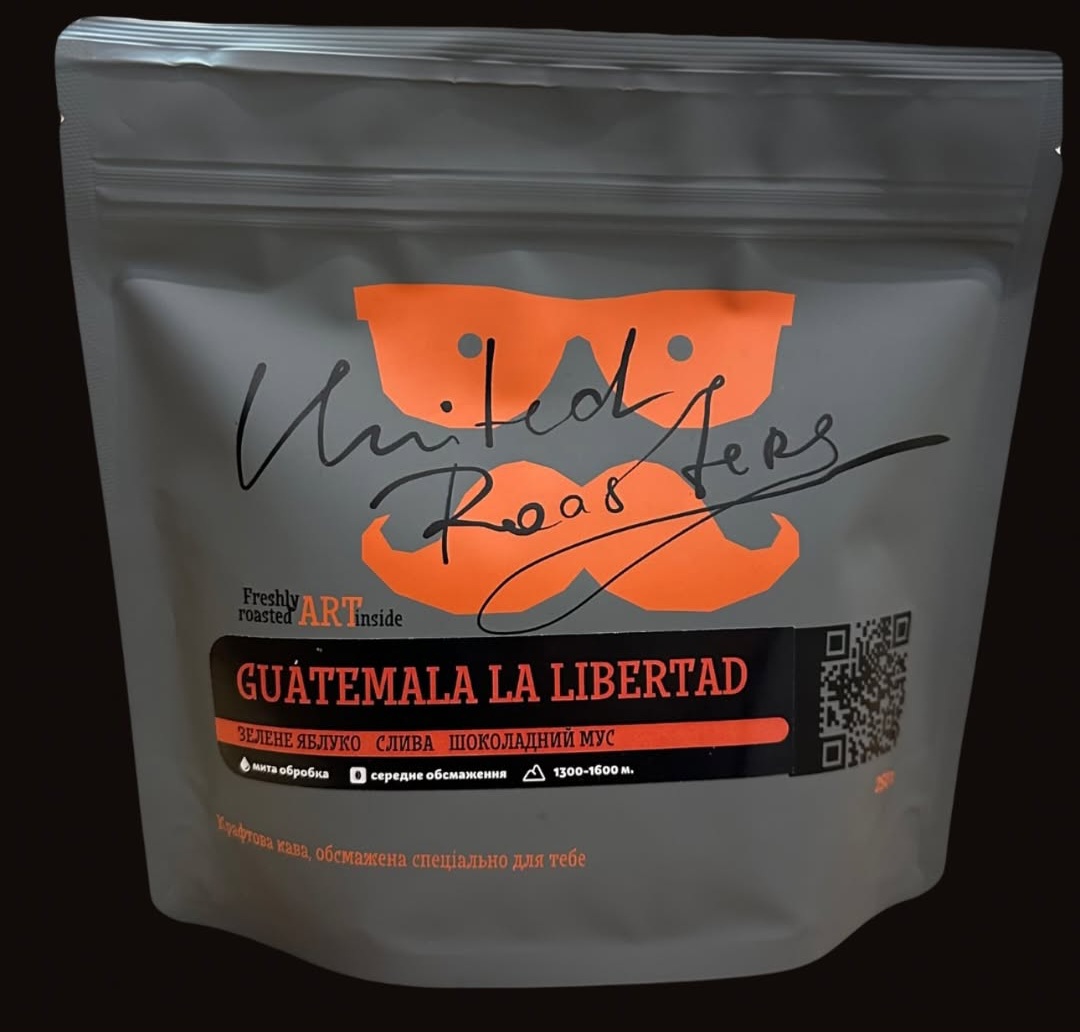 United
Roasters
Freshly
roasted ART inside
GUÁTEMALA LA LIBERTAD
ЗЕЛЕНЕ ЯБЛУКО СЛИВА ШОКОЛАДНИЙ МУС
мита обробка середне обсмаження 1300-1600 м.
Крафтова кава, обсмажена спеціально для тебе